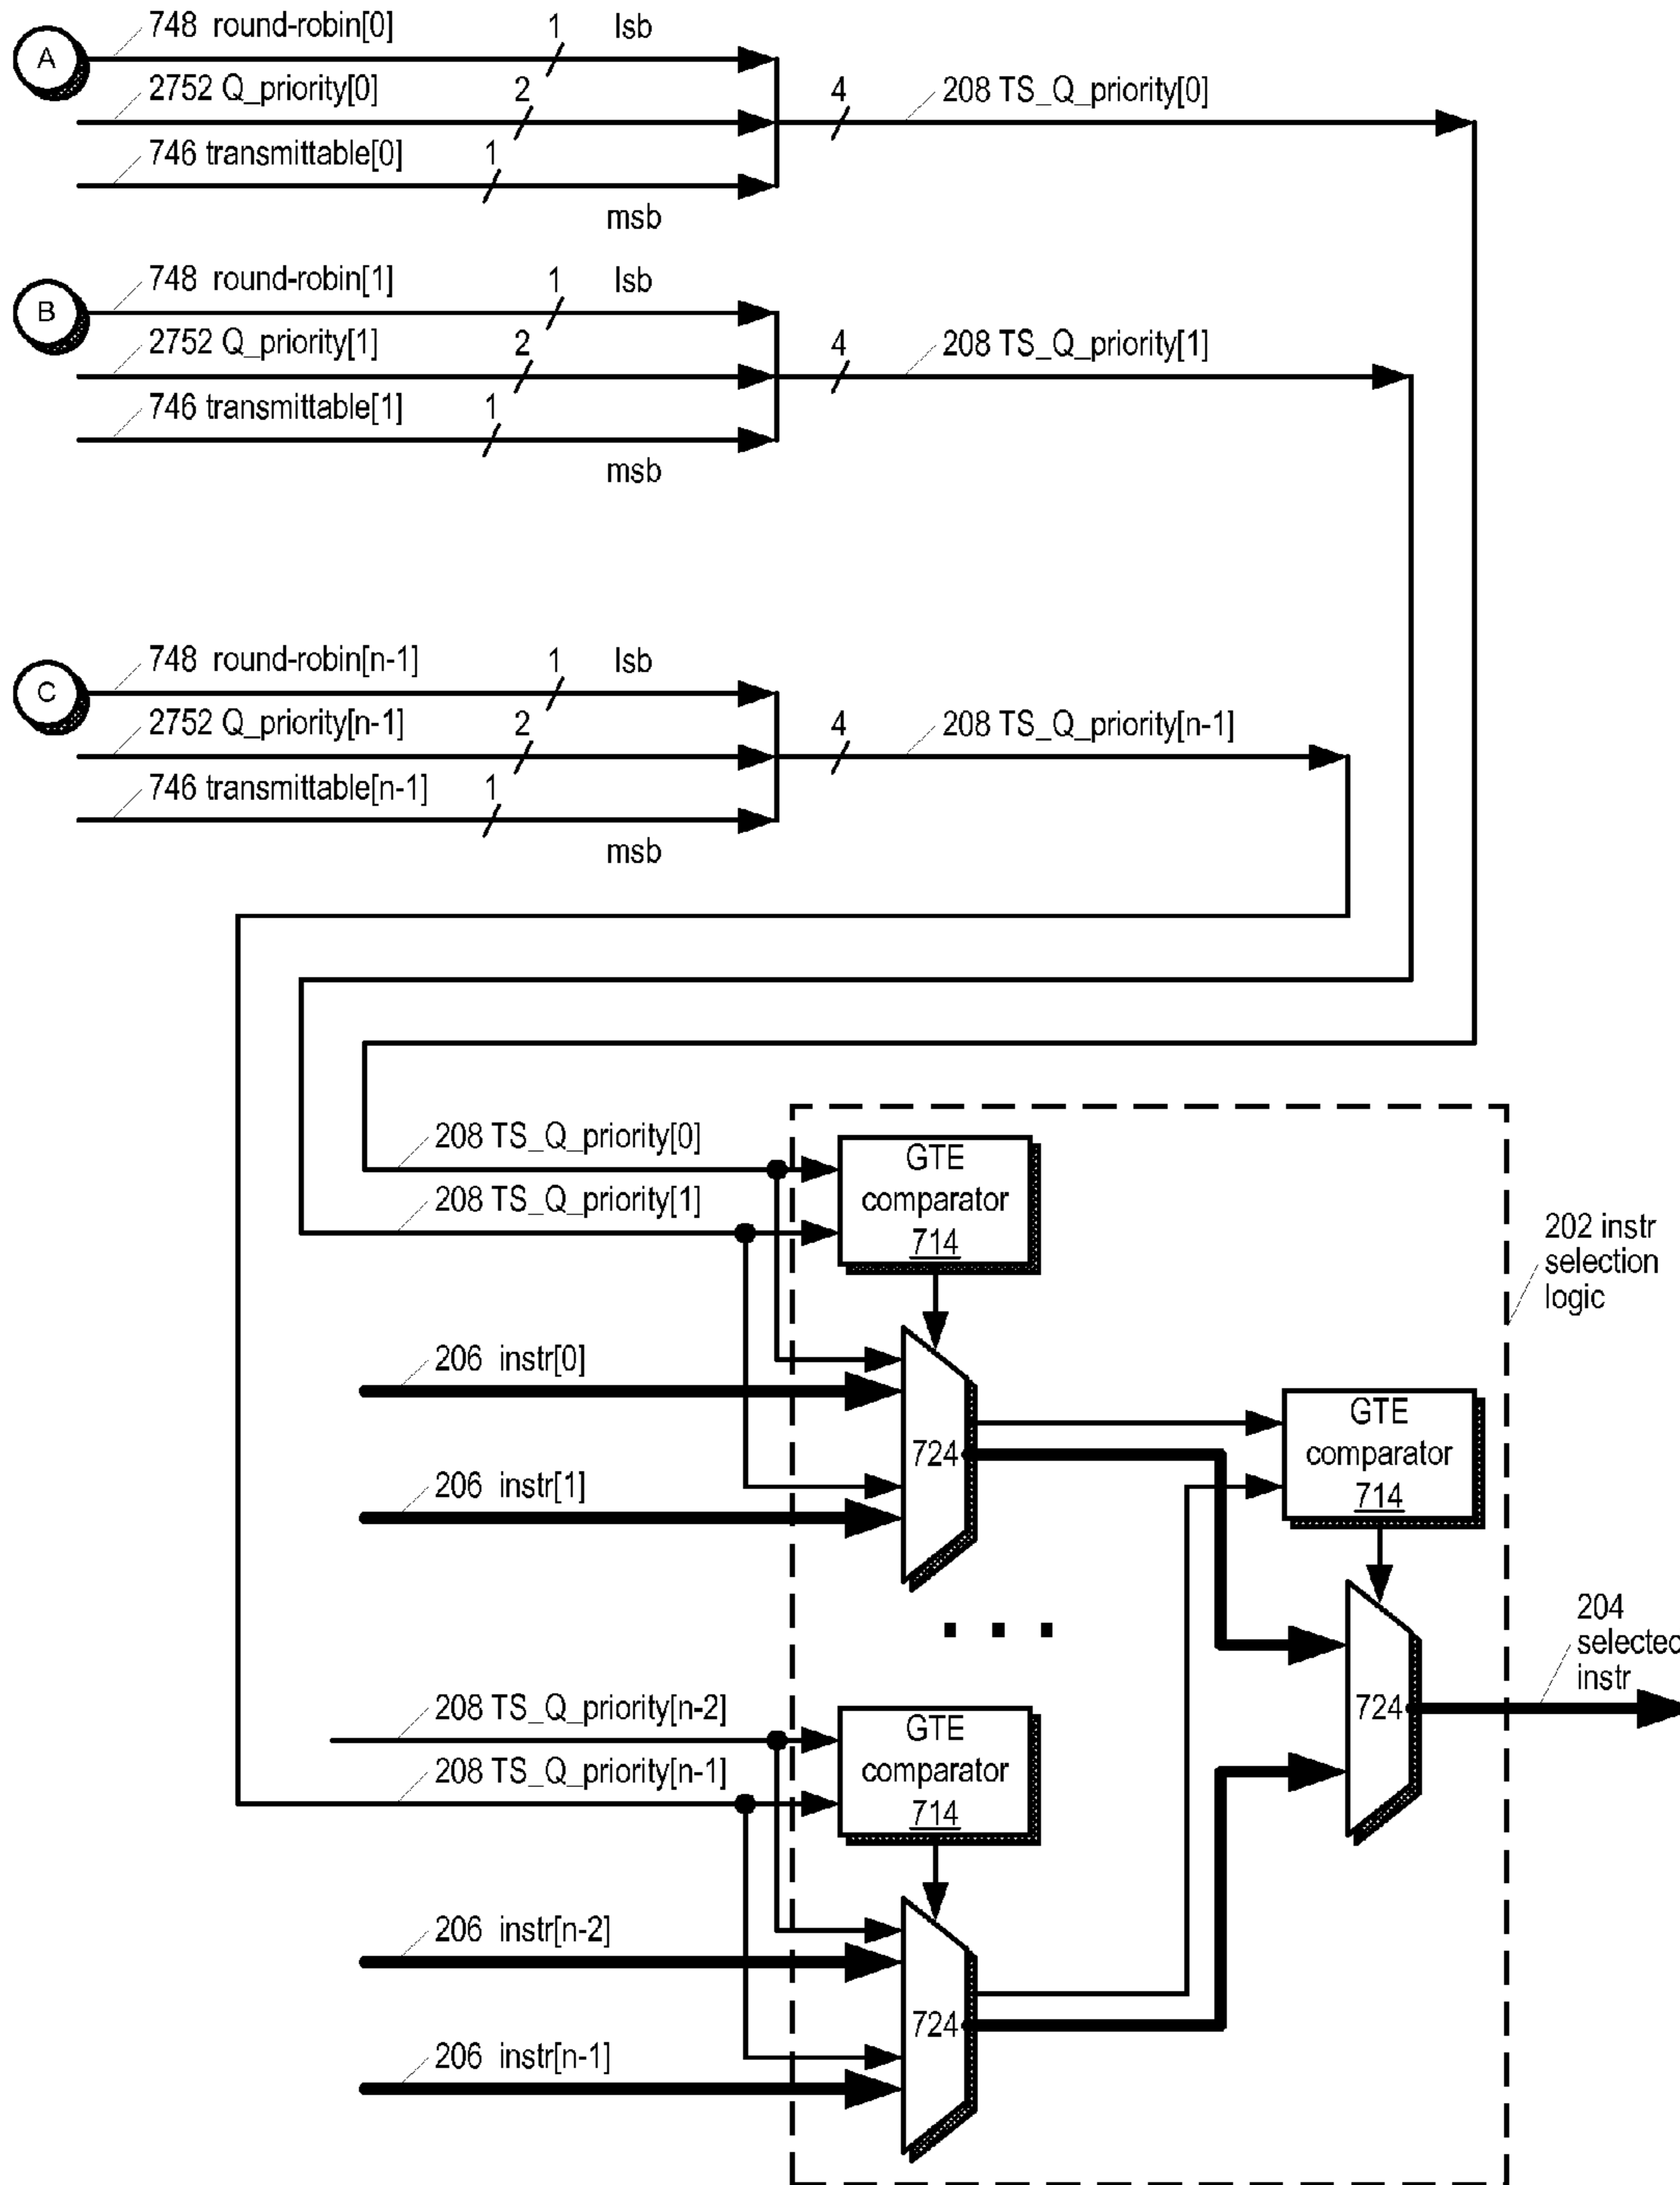 748 round-robin[0] 1 lsb
A
2752 Q_priority[0] 2 4 208 TS_Q_priority[0]
746 transmittable[0] 1
msb
748 round-robin[1] 1 lsb
B
2752 Q_priority[1] 2 4 208 TS_Q_priority[1]
746 transmittable[1] 1
msb
748 round-robin[n-1] 1 lsb
C
2752 Q_priority[n-1] 2 4 208 TS_Q_priority[n-1]
746 transmittable[n-1] 1
msb
208 TS_Q_priority[0]
208 TS_Q_priority[1]
GTE
comparator
714
202 instr
selection
logic
206 instr[0]
206 instr[1]
724
GTE
comparator
714
. . .
204
selected
instr
724
208 TS_Q_priority[n-2]
208 TS_Q_priority[n-1]
GTE
comparator
714
206 instr[n-2]
206 instr[n-1]
724